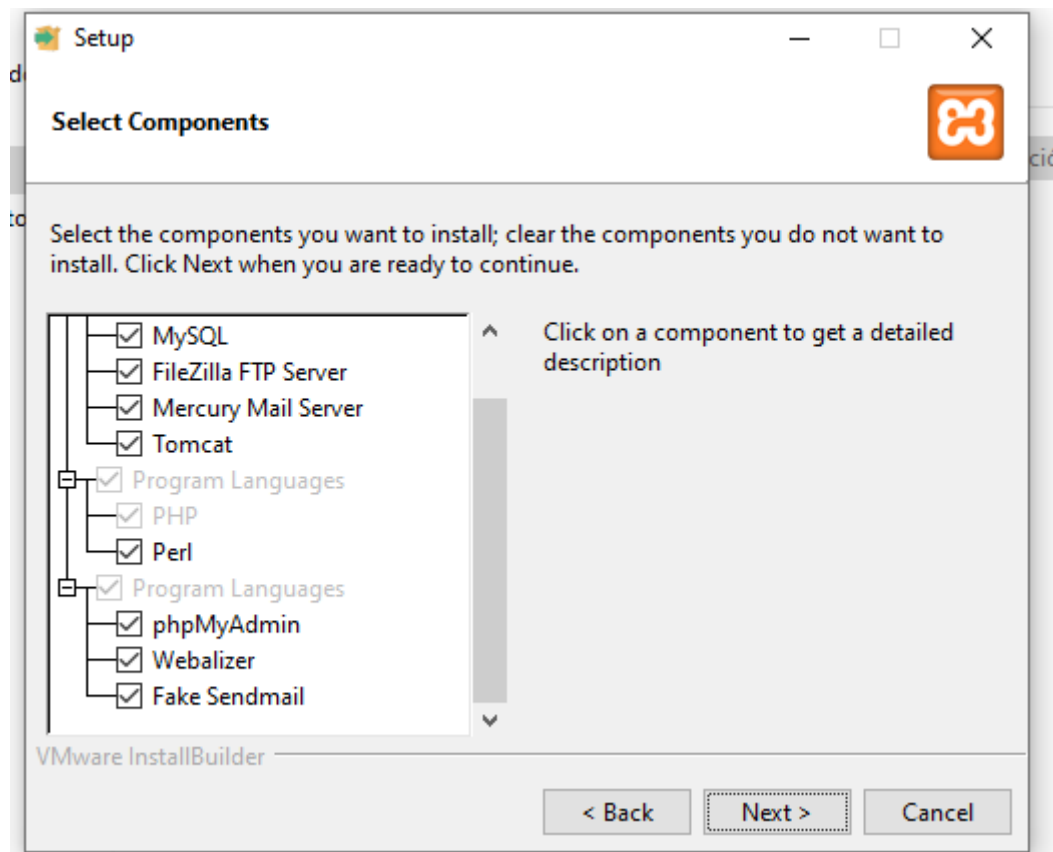 Setup
de
Select Components
ció
to
Select the components you want to install; clear the components you do not want to
install. Click Next when you are ready to continue.
MySQL
FileZilla FTP Server
Mercury Mail Server
Tomcat
Program Languages
PHP
Perl
Program Languages
phpMyAdmin
Webalizer
Fake Sendmail
Click on a component to get a detailed
description
VMware InstallBuilder
< Back
Next >
Cancel